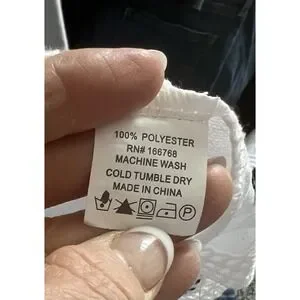 100% POLYESTER
RN# 166768
MACHINE WASH
COLD TUMBLE DRY
MADE IN CHINA